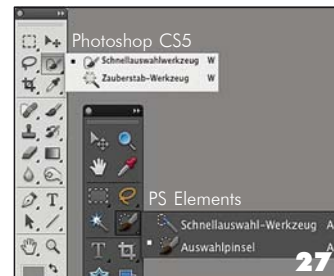 Photoshop CS5
Schnellauswahlwerkzeug W
Zauberstab-Werkzeug W
PS Elements
Schnellauswahl-Werkzeug A
Auswahlpinsel A
T
T
27